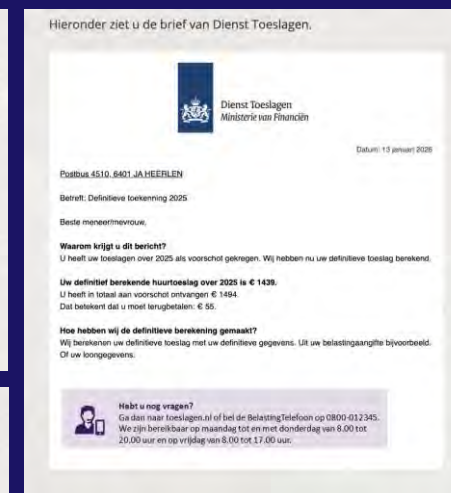 Hieronder ziet u de brief van Dienst Toeslagen.
Dienst Toeslagen
Ministerie van Financiën
Datum: 13 januari 2026
Postbus 4510, 6401 JA HEERLEN
Betreft: Definitieve toekenning 2025
Beste meneer/mevrouw,
Waarom krijgt u dit bericht?
U heeft uw toeslagen over 2025 als voorschot gekregen. Wij hebben nu uw definitieve toeslag berekend.
Uw definitief berekende huurtoeslag over 2025 is € 1439.
U heeft in totaal aan voorschot ontvangen € 1494.
Dat betekent dat u moet terugbetalen: € 55.
Hoe hebben wij de definitieve berekening gemaakt?
Wij berekenen uw definitieve toeslag met uw definitieve gegevens. Uit uw belastingaangifte bijvoorbeeld.
Of uw loongegevens.
Hebt u nog vragen?
Ga dan naar toeslagen.nl of bel de BelastingTelefoon op 0800-012345.
We zijn bereikbaar op maandag tot en met donderdag van 8.00 tot
20.00 uur en op vrijdag van 8.00 tot 17.00 uur.